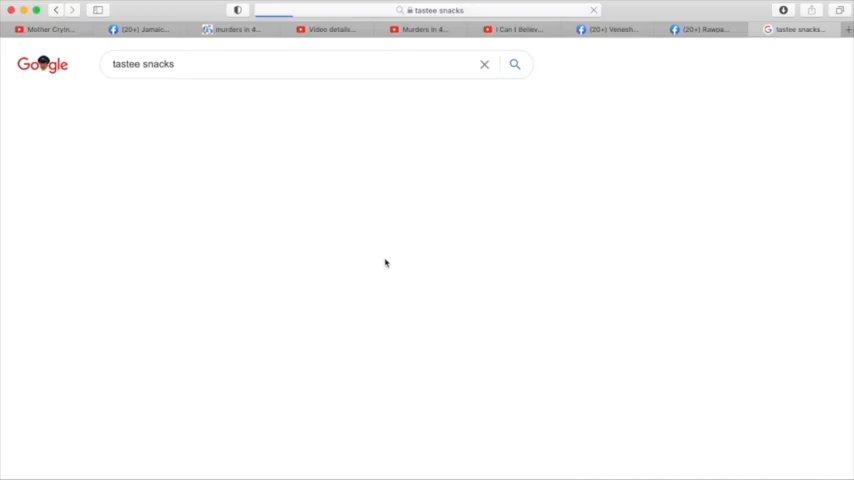 tastee snacks
Mother Cryin...
(20+) Jamaic...
murders in 4...
Video details...
Murders in 4...
I Can I Believ...
(20+) Venesh...
(20+) Rawpa...
tastee snacks...
Google
tastee snacks